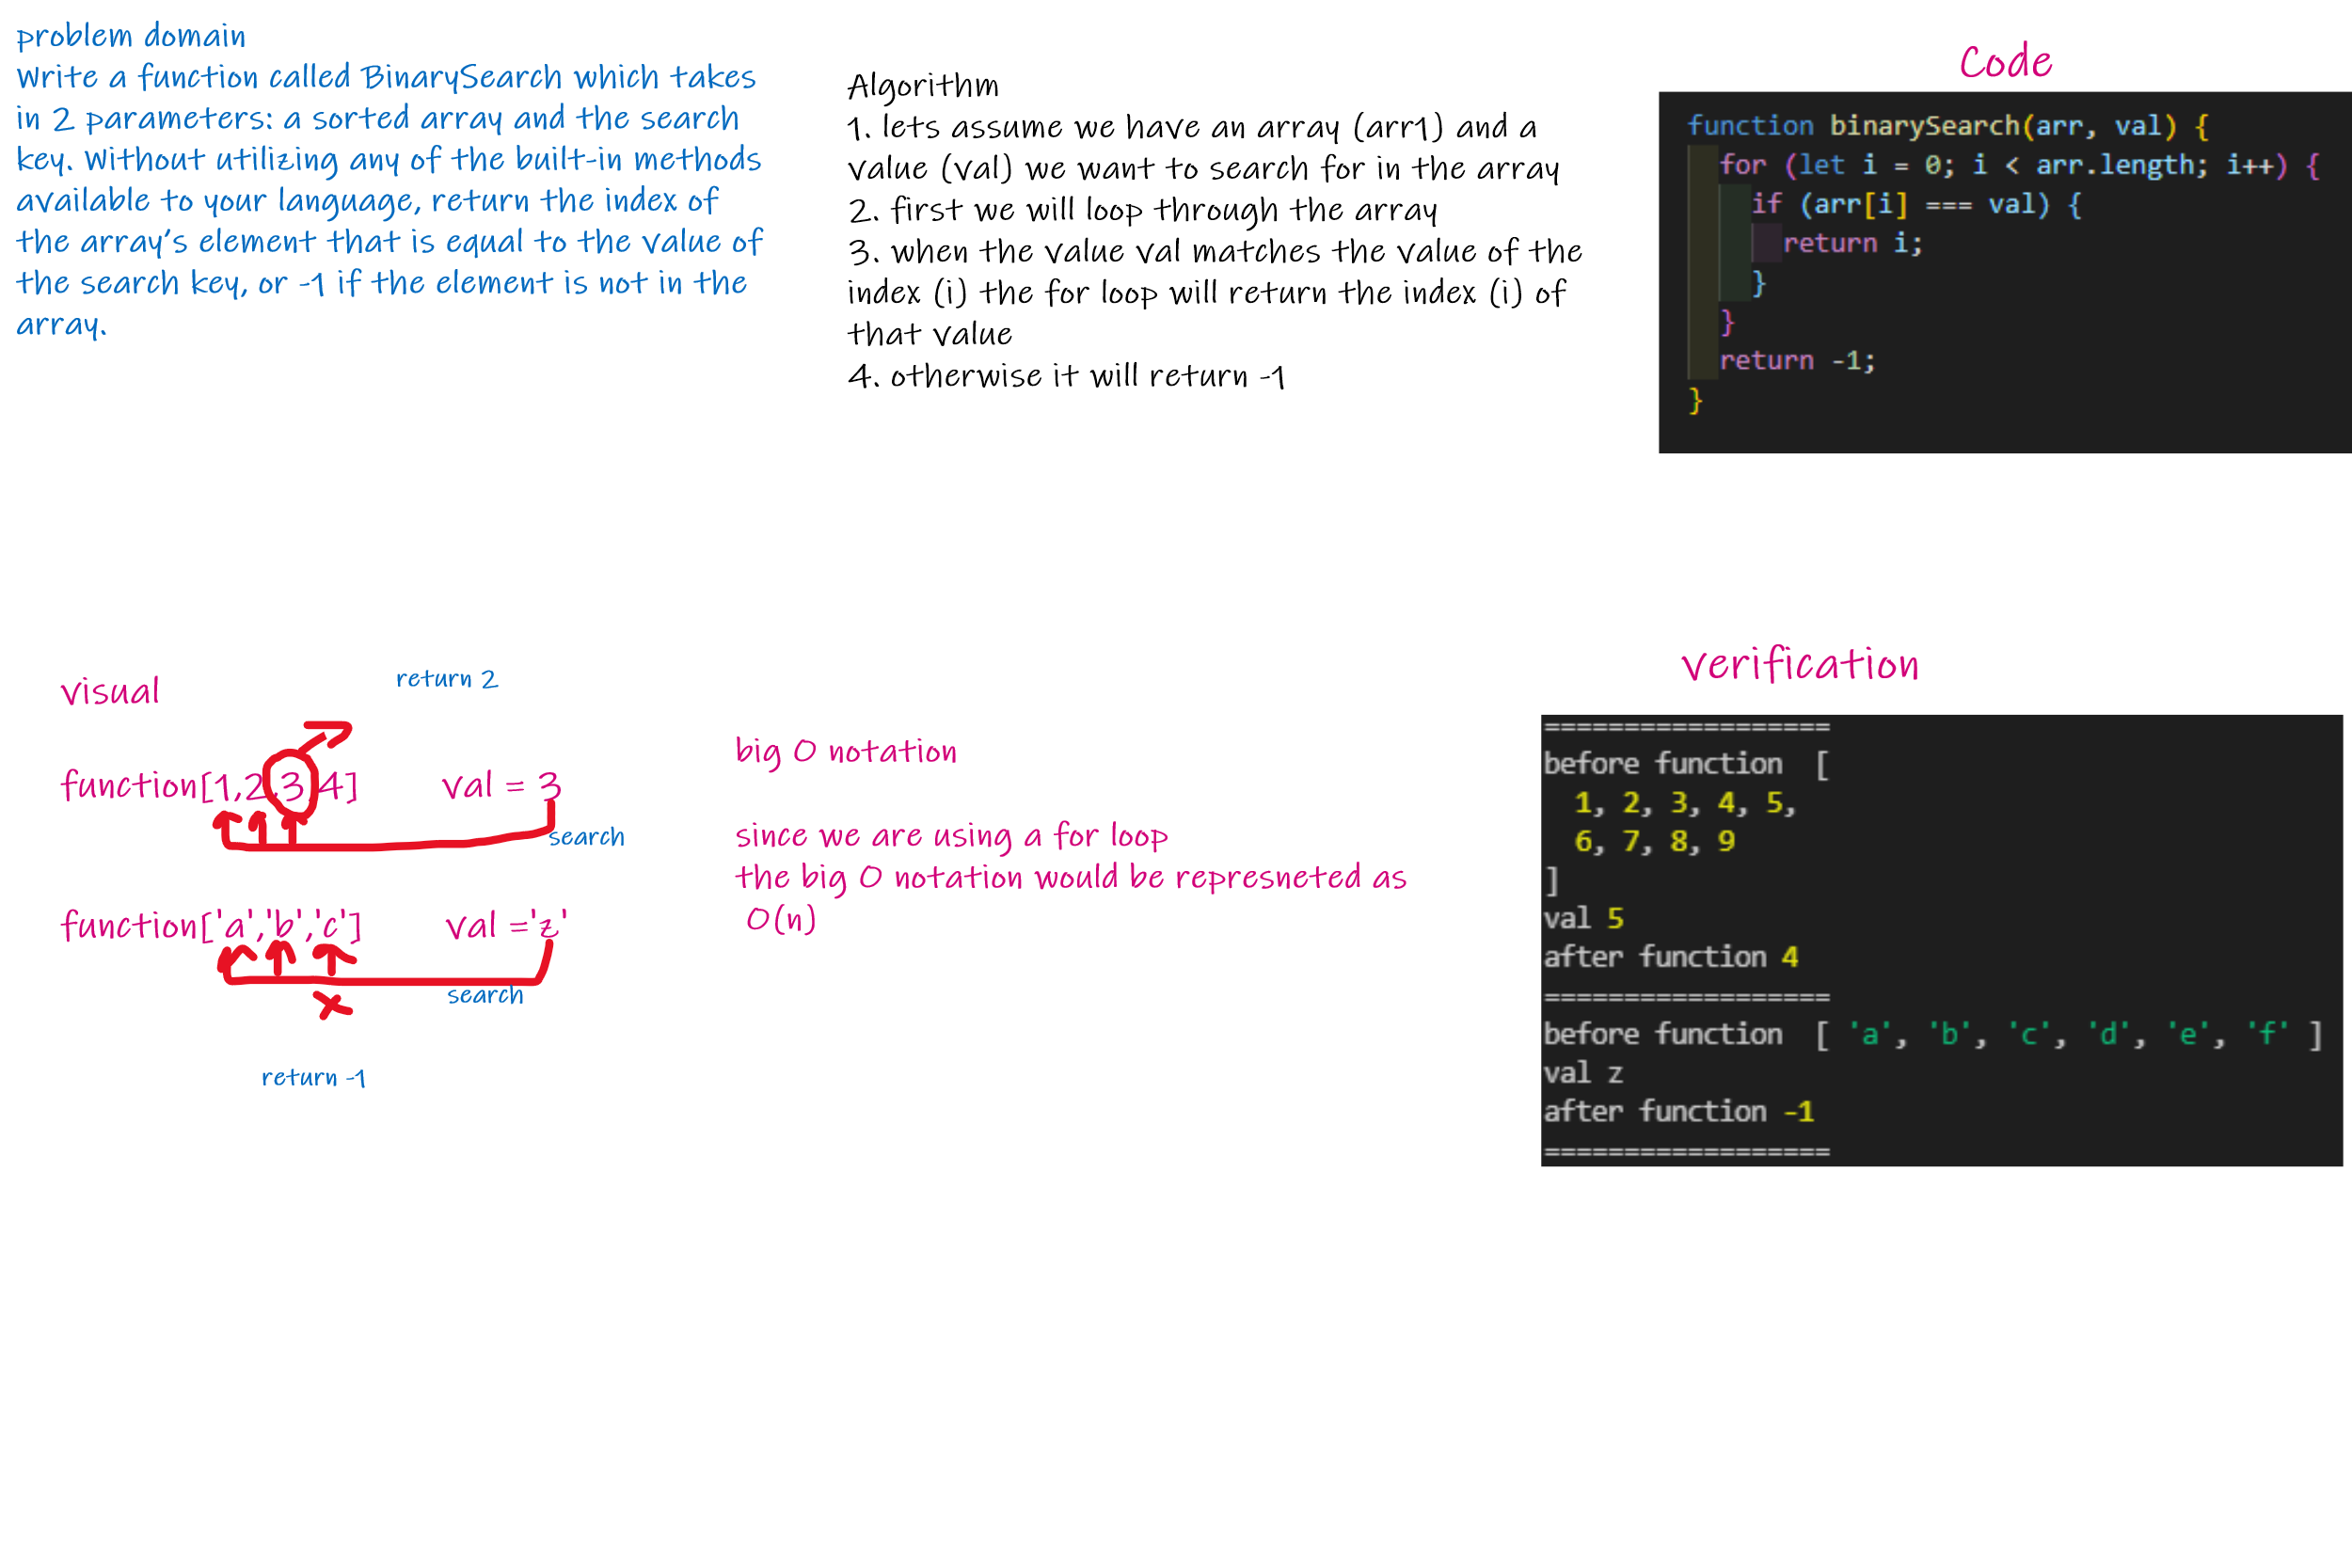 problem domain
Write a function called BinarySearch which takes
in 2 parameters: a sorted array and the search
key. Without utilizing any of the built-in methods
available to your language, return the index of
the array's element that is equal to the value of
the search key, or -1 if the element is not in the
array.
Algorithm
1. lets assume we have an array (arr1) and a
value (val) we want to search for in the array
2. first we will loop through the array
3. when the value val matches the value of the
index (i) the for loop will return the index (i) of
that value
4. otherwise it will return -1
Code
function binarySearch(arr, val) {
for (let i = 0; i < arr.length; i++) {
if (arr[i] === val) {
return i;
}
}
return -1;
}
visual
return 2
function[1,2,3,4] val = 3
search
function['a','b','c'] val ='z'
search
return -1
big O notation
since we are using a for loop
the big O notation would be represneted as
O(n)
verification
==================
before function [
1, 2, 3, 4, 5,
6, 7, 8, 9
]
val 5
after function 4
==================
before function [ 'a', 'b', 'c', 'd', 'e', 'f' ]
val z
after function -1
==================